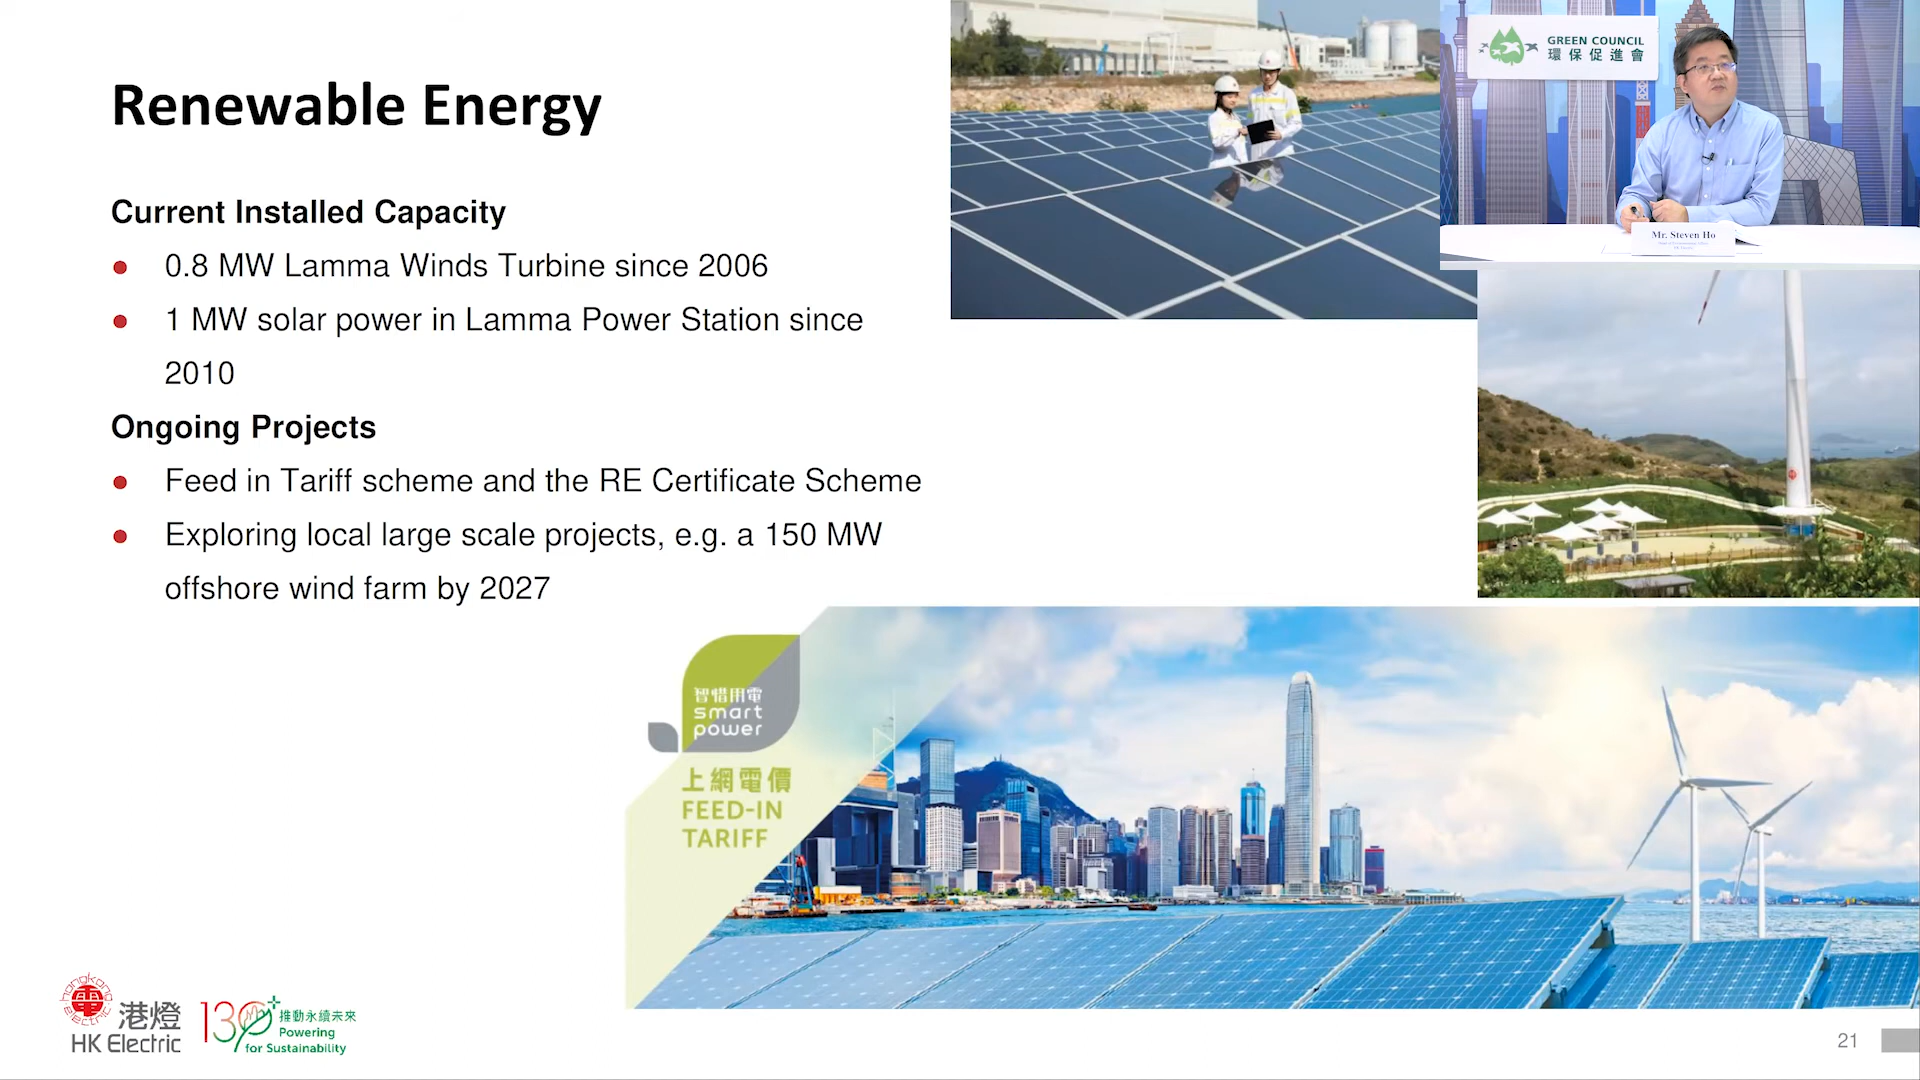 Renewable Energy
Current Installed Capacity
0.8 MW Lamma Winds Turbine since 2006
1 MW solar power in Lamma Power Station since
2010
Ongoing Projects
Feed in Tariff scheme and the RE Certificate Scheme
Exploring local large scale projects, e.g. a 150 MW
offshore wind farm by 2027
GREEN COUNCIL
環保促進會
Mr. Steven Ho
智惜用電
smart
power
上網電價
FEED-IN
TARIFF
hongkong
電
electric
港燈
HK Electric
130
推動永續未來
Powering
for Sustainability
21